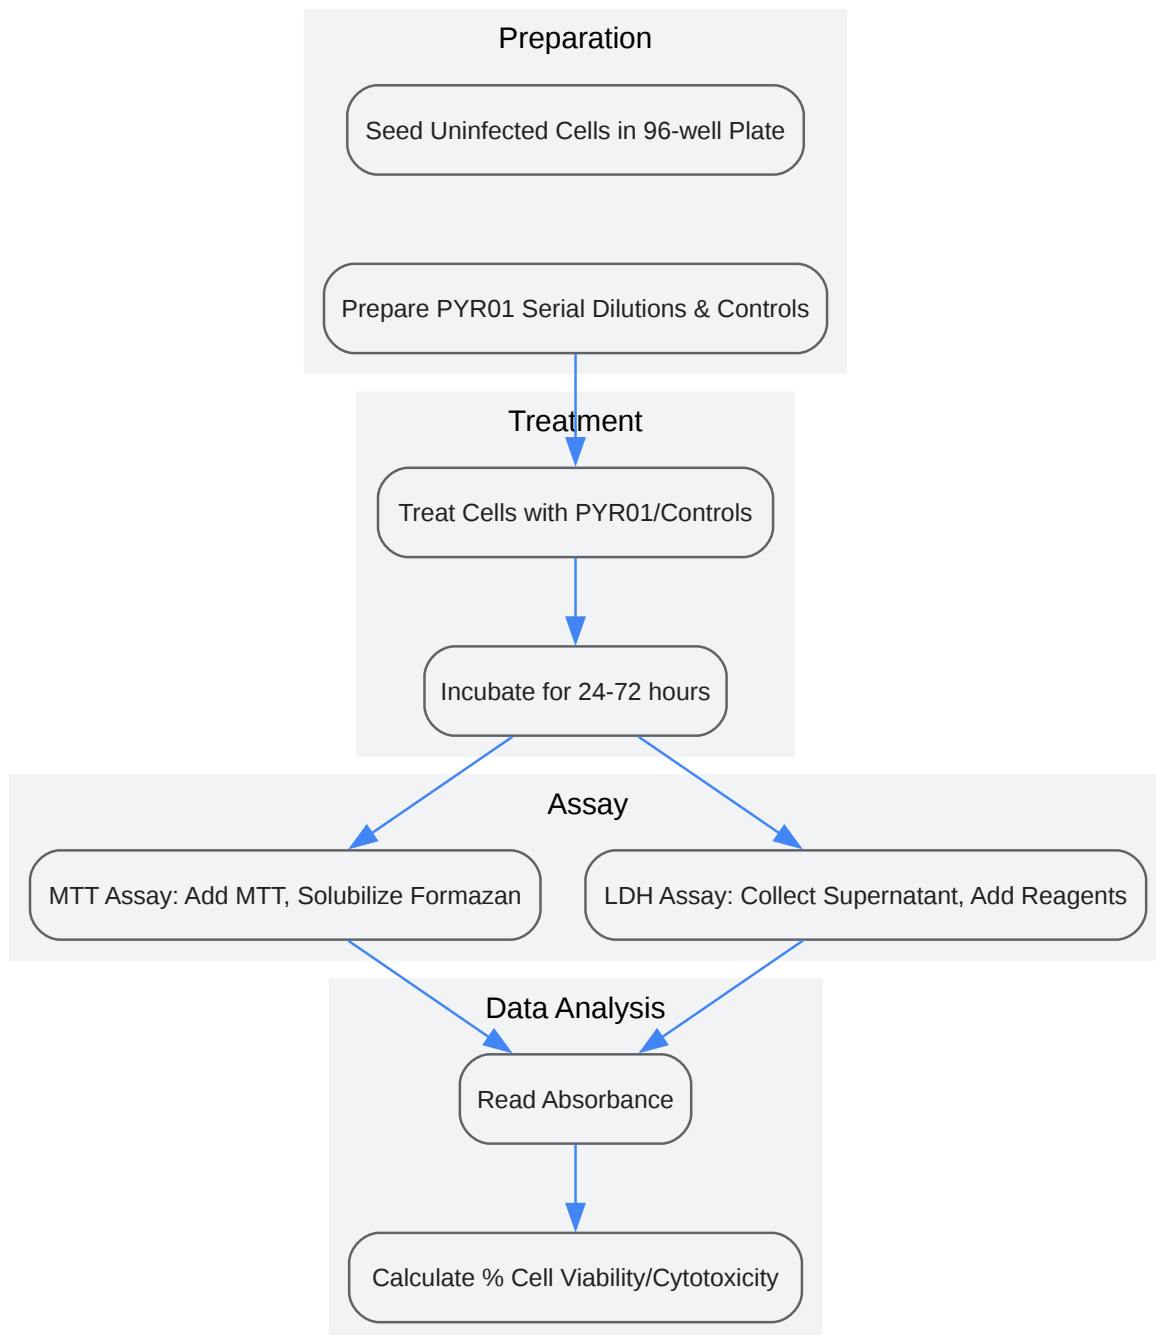 Preparation
Seed Uninfected Cells in 96-well Plate
Prepare PYR01 Serial Dilutions & Controls
Treatment
Treat Cells with PYR01/Controls
Incubate for 24-72 hours
Assay
MTT Assay: Add MTT, Solubilize Formazan
LDH Assay: Collect Supernatant, Add Reagents
Data Analysis
Read Absorbance
Calculate % Cell Viability/Cytotoxicity